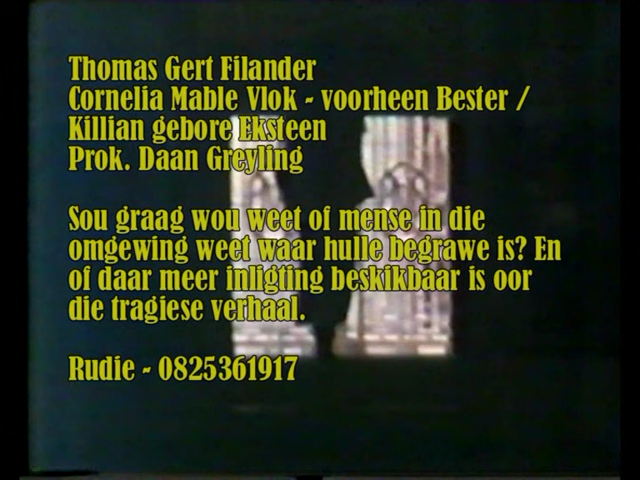 Thomas Gert Filander
Cornelia Mable Vlok - voorheen Bester /
Killian gebore Eksteen
Prok. Daan Greyling
Sou graag wou weet of mense in die
omgewing weet waar hulle begrawe is? En
of daar meer inligting beskikbaar is oor
die tragiese verhaal.
Rudie - 0825361917